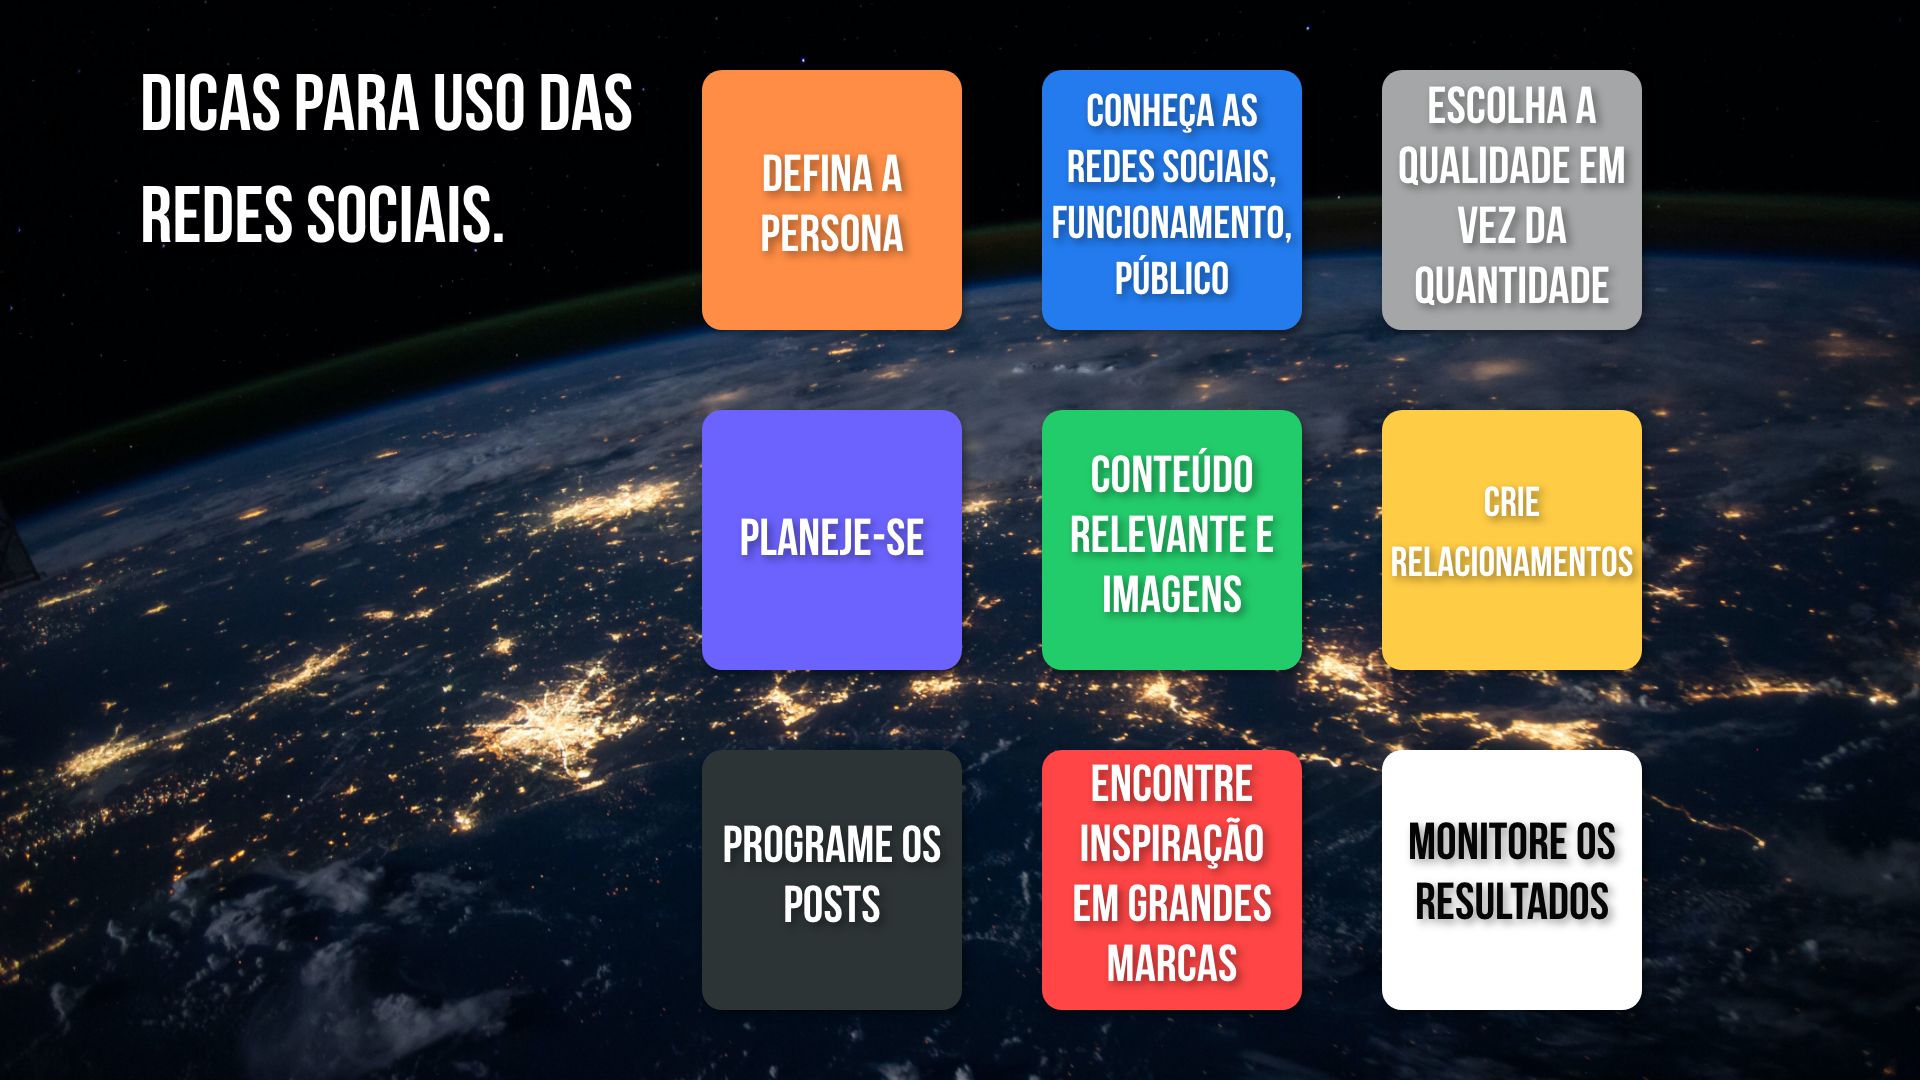 DICAS PARA USO DAS
REDES SOCIAIS.
DEFINA A
PERSONA
CONHEÇA AS
REDES SOCIAIS,
FUNCIONAMENTO,
PÚBLICO
ESCOLHA A
QUALIDADE EM
VEZ DA
QUANTIDADE
PLANEJE-SE
CONTEÚDO
RELEVANTE E
IMAGENS
CRIE
RELACIONAMENTOS
PROGRAME OS
POSTS
ENCONTRE
INSPIRAÇÃO
EM GRANDES
MARCAS
MONITORE OS
RESULTADOS